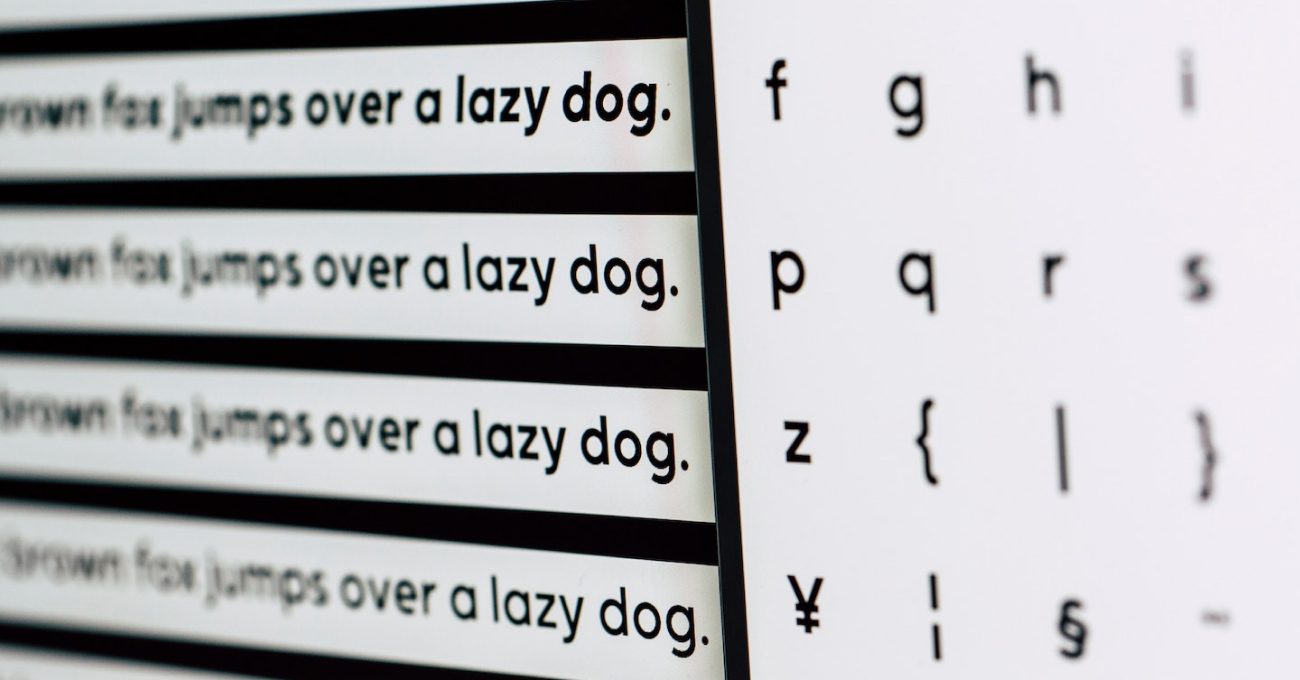 brown fox jumps over a lazy dog.
brown fox jumps over a lazy dog.
brown fox jumps over a lazy dog.
brown fox jumps over a lazy dog.
f g h i
p q r s
z { | }
¥ ¦ §